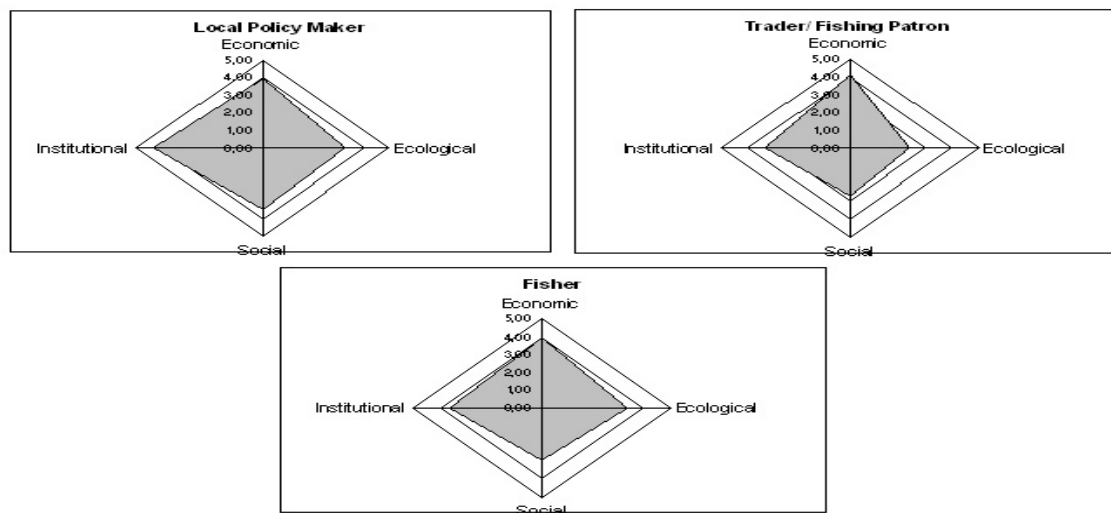 Local Policy Maker
Economic
5,00
4,00
3,00
2,00
1,00
0,00
Institutional
Ecological
Social
Trader/ Fishing Patron
Economic
5,00
4,00
3,00
2,00
1,00
0,00
Institutional
Ecological
Social
Fisher
Economic
5,00
4,00
3,00
2,00
1,00
0,00
Institutional
Ecological
Social